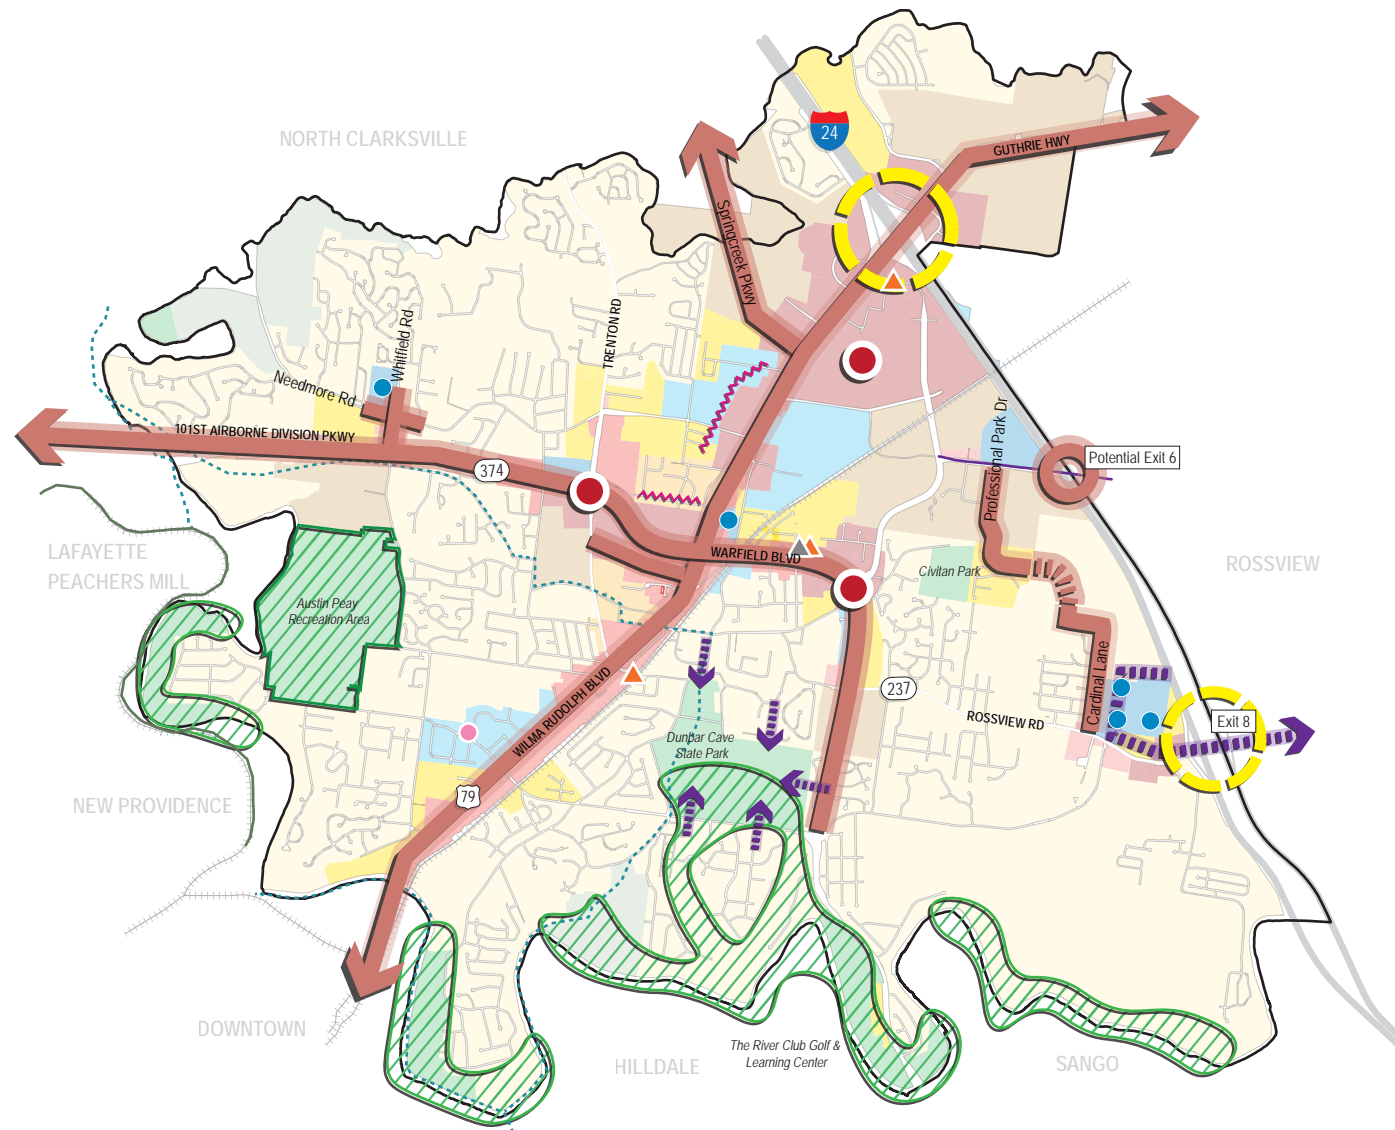 24
GUTHRIE HWY
NORTH CLARKSVILLE
Springcreek Pkwy
TRENTON RD
Whitfield Rd
Needmore Rd
101ST AIRBORNE DIVISION PKWY
374
Professional Park Dr
Potential Exit 6
WARFIELD BLVD
LAFAYETTE
PEACHERS MILL
ROSSVIEW
Civitan Park
Austin Peay
Recreation Area
237
Cardinal Lane
ROSSVIEW RD
Exit 8
WILMA RUDOLPH BLVD
Dunbar Cave
State Park
79
NEW PROVIDENCE
DOWNTOWN
The River Club Golf &
Learning Center
HILLDALE
SANGO